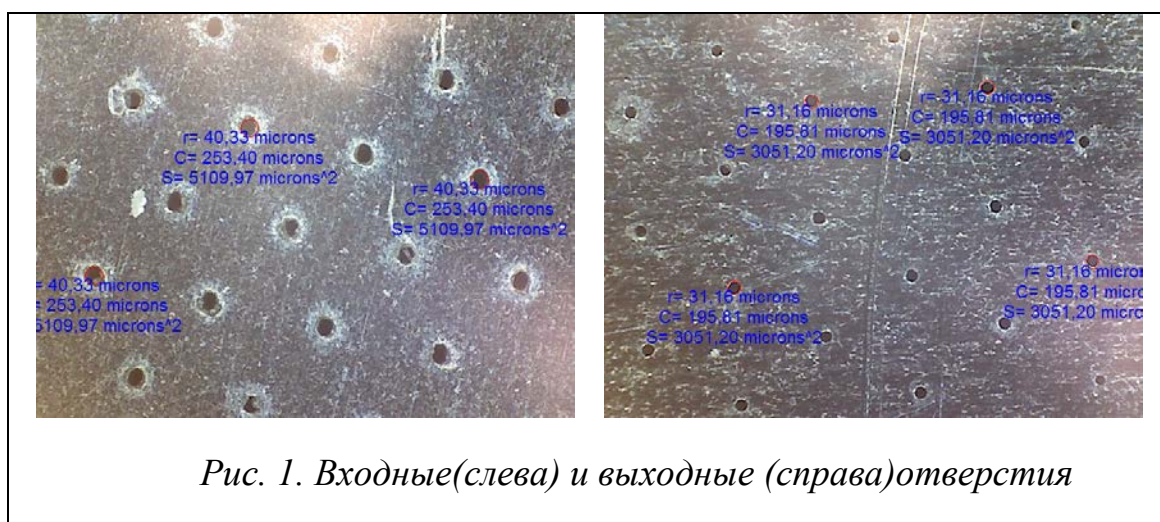 r= 40,33 microns
C= 253,40 microns
S= 5109,97 microns^2
r= 40,33 microns
C= 253,40 microns
S= 5109,97 microns^2
= 40,33 microns
= 253,40 microns
5109,97 microns^2
r= 31,16 microns
C= 195,81 microns
S= 3051,20 microns^2
r= 31,16 microns
C= 195,81 microns
S= 3051,20 microns^2
r= 31,16 microns
C= 195,81 microns
S= 3051,20 microns^2
r= 31,16 micror
C= 195,81 micro
S= 3051,20 micro
Рис. 1. Входные(слева) и выходные (справа)отверстия